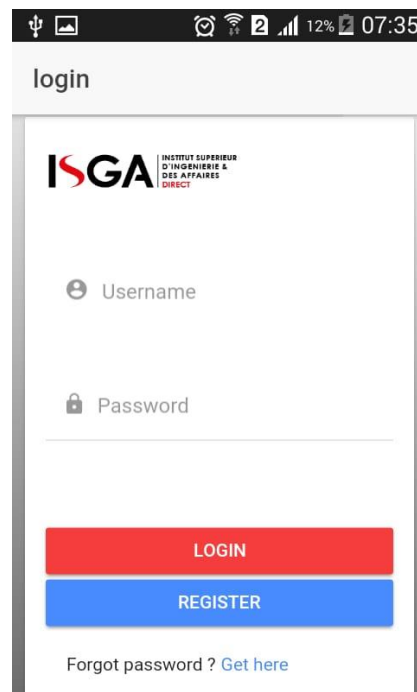 2 12% 07:35
login
ISGA
INSTITUT SUPERIEUR
D'INGENIERIE &
DES AFFAIRES
DIRECT
Username
Password
LOGIN
REGISTER
Forgot password ? Get here